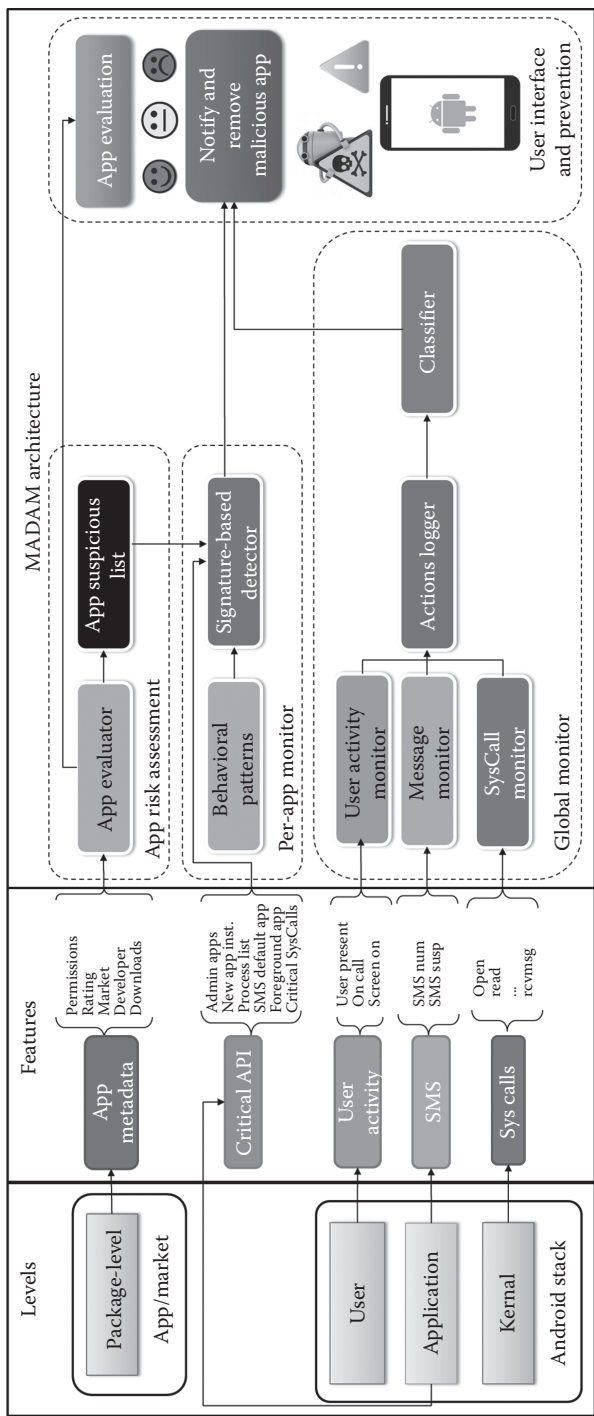 Levels
Package-level
App/market
User
Application
Kernal
Android stack
Features
App
metadata
Permissions
Rating
Market
Developer
Downloads
Critical API
Admin apps
New app inst.
Process list
SMS default app
Foreground app
Critical SysCalls
User
activity
User present
On call
Screen on
SMS
SMS num
SMS susp
Sys calls
Open
read
...
rcvmsg
MADAM architecture
App evaluator
App suspicious
list
App risk assessment
Behavioral
patterns
Signature-based
detector
Per-app monitor
User activity
monitor
Message monitor
SysCall
monitor
Actions logger
Classifier
Global monitor
App evaluation
Notify and
remove
malicious app
User interface
and prevention